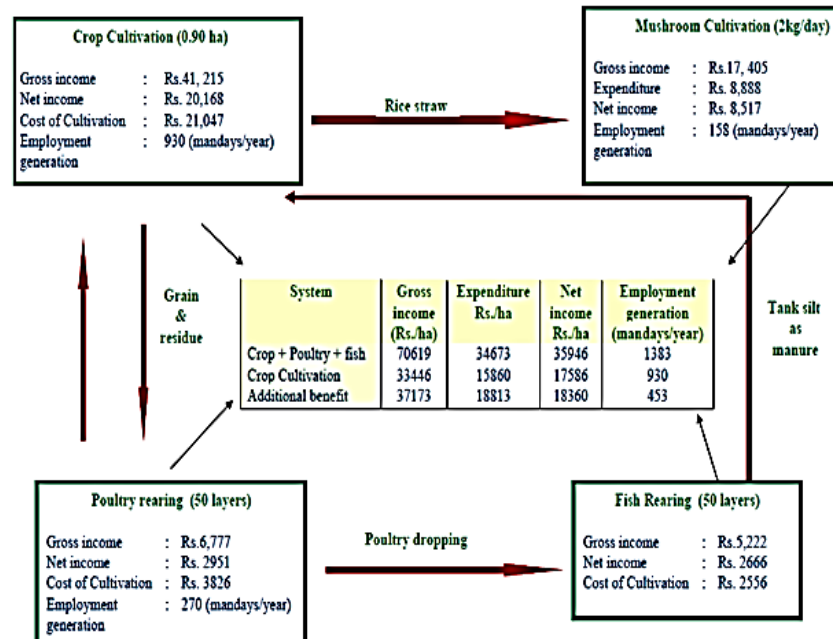 Crop Cultivation (0.90 ha)
Gross income : Rs.41, 215
Net income : Rs. 20,168
Cost of Cultivation : Rs. 21,047
Employment : 930 (mandays/year)
generation
Rice straw
Mushroom Cultivation (2kg/day)
Gross income : Rs.17, 405
Expenditure : Rs. 8,888
Net income : Rs. 8,517
Employment : 158 (mandays/year)
generation
Grain
&
residue
System Gross Expenditure Net Employment
income Rs./ha income generation
(Rs./ha) Rs./ha (mandays/year)
Crop + Poultry + fish 70619 34673 35946 1383
Crop Cultivation 33446 15860 17586 930
Additional benefit 37173 18813 18360 453
Tank silt
as
manure
Poultry rearing (50 layers)
Gross income : Rs.6,777
Net income : Rs. 2951
Cost of Cultivation : Rs. 3826
Employment : 270 (mandays/year)
generation
Poultry dropping
Fish Rearing (50 layers)
Gross income : Rs.5,222
Net income : Rs. 2666
Cost of Cultivation : Rs. 2556